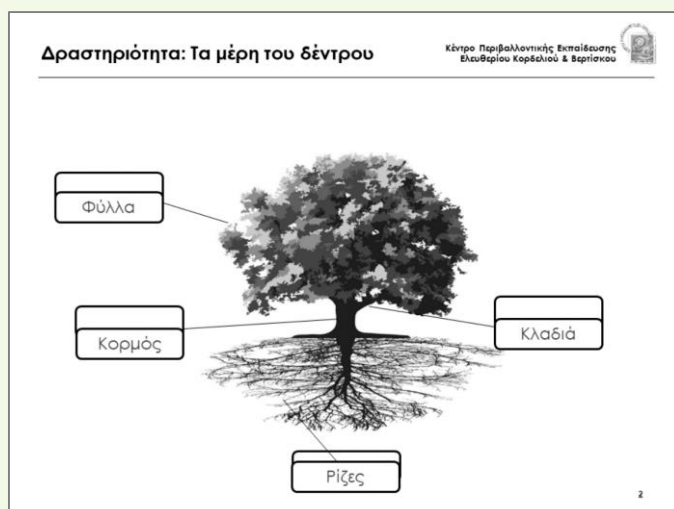 Δραστηριότητα: Τα μέρη του δέντρου
Κέντρο Περιβαλλοντικής Εκπαίδευσης
Ελευθερίου Κορδελιού & Βερτίσκου
Φύλλα
Κορμός
Κλαδιά
Ρίζες
2